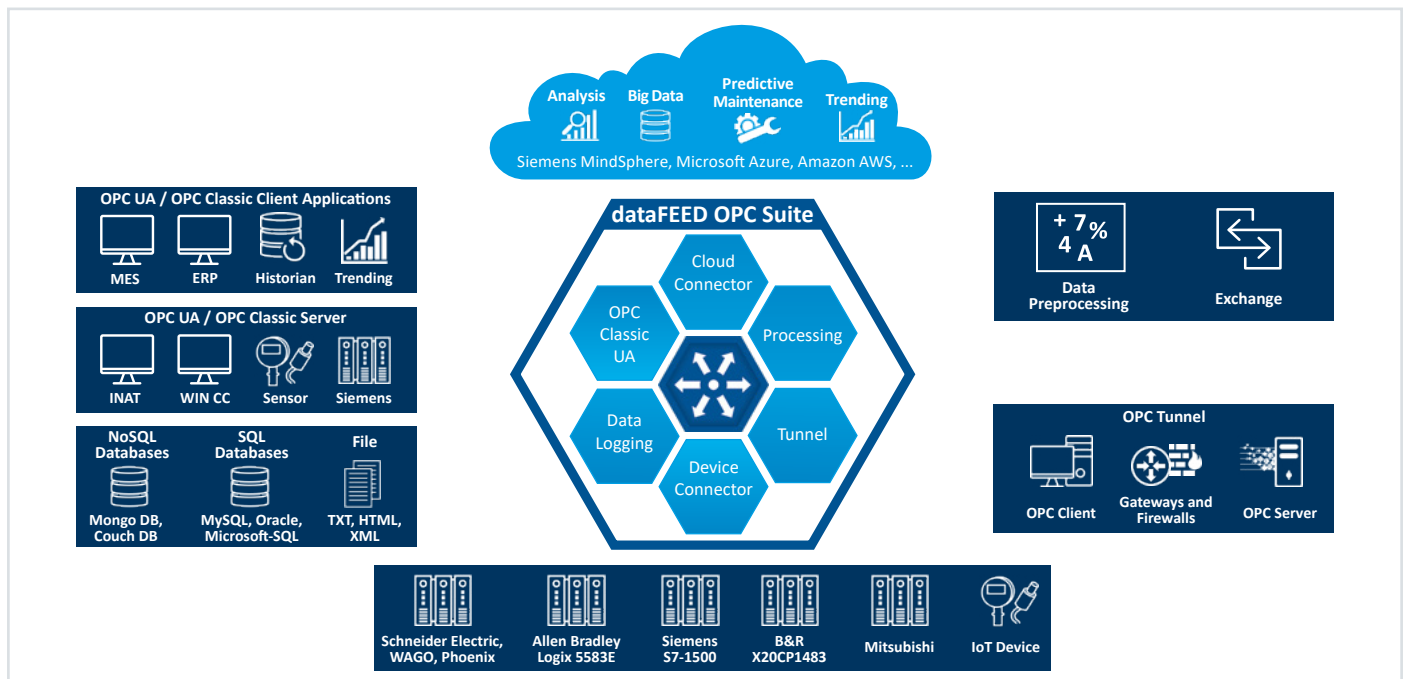 Analysis
Big Data
Predictive
Maintenance
Trending
Siemens MindSphere, Microsoft Azure, Amazon AWS, ...
OPC UA / OPC Classic Client Applications
MES
ERP
Historian
Trending
OPC UA / OPC Classic Server
INAT
WIN CC
Sensor
Siemens
NoSQL
Databases
SQL
Databases
File
Mongo DB,
Couch DB
MySQL, Oracle,
Microsoft-SQL
TXT, HTML,
XML
dataFEED OPC Suite
Cloud
Connector
OPC
Classic
UA
Processing
Data
Logging
Tunnel
Device
Connector
+ 7 %
4 A
Data
Preprocessing
Exchange
OPC Tunnel
OPC Client
Gateways and
Firewalls
OPC Server
Schneider Electric,
WAGO, Phoenix
Allen Bradley
Logix 5583E
Siemens
S7-1500
B&R
X20CP1483
Mitsubishi
IoT Device